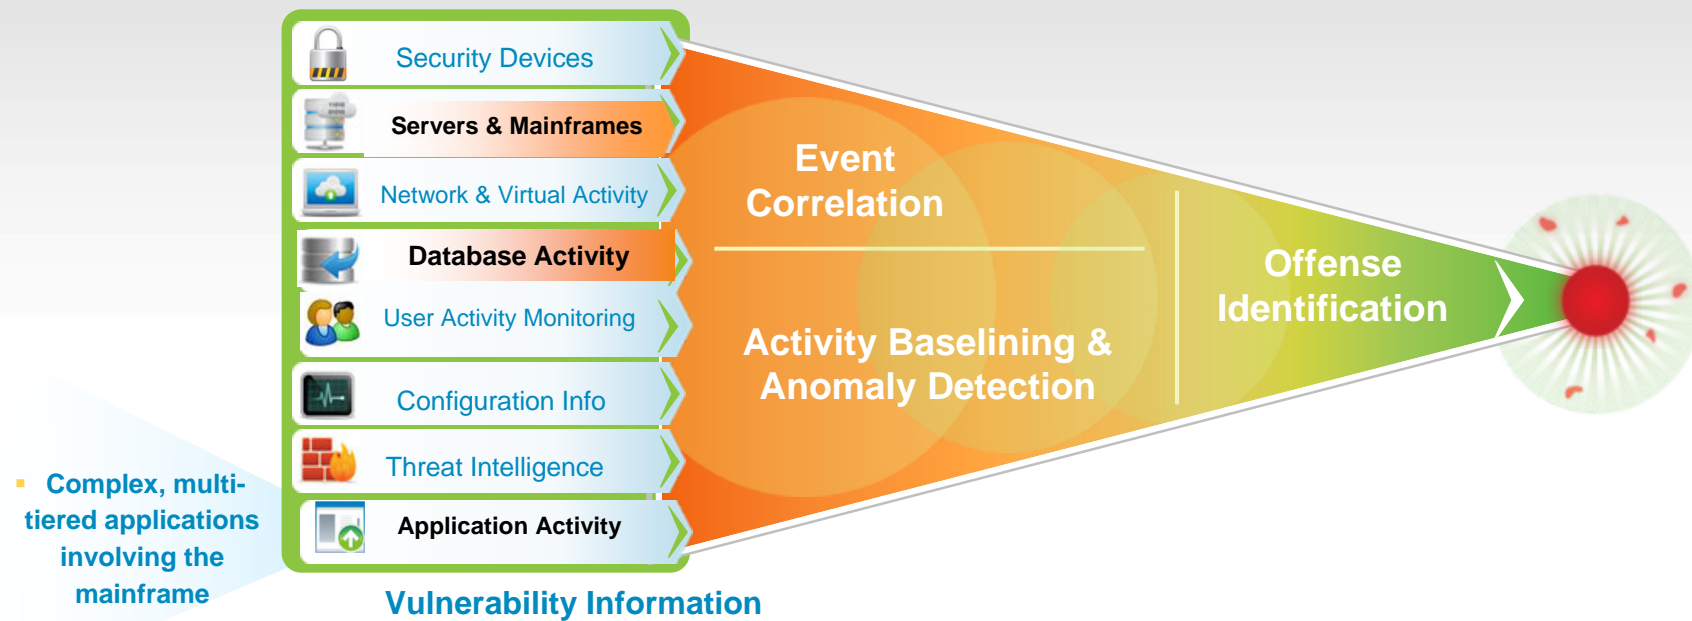 Security Devices
Servers & Mainframes
Network & Virtual Activity
Database Activity
User Activity Monitoring
Configuration Info
Threat Intelligence
Application Activity
Event
Correlation
Activity Baselining &
Anomaly Detection
Offense
Identification
▪ Complex, multi-
tiered applications
involving the
mainframe
Vulnerability Information